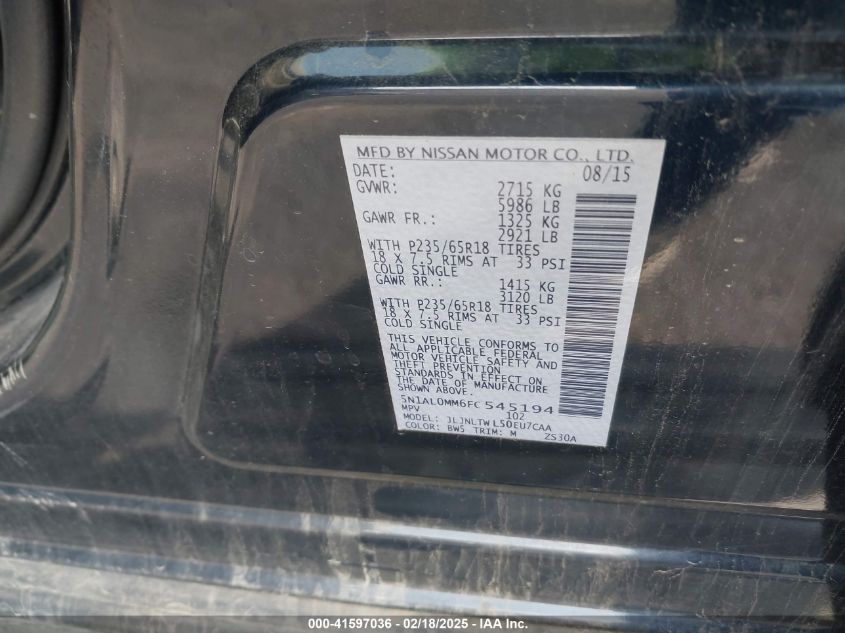 MFD BY NISSAN MOTOR CO., LTD.
DATE: 08/15
GVWR: 2715 KG
5986 LB
GAWR FR.: 1325 KG
2921 LB
WITH P235/65R18 TIRES
18 X 7.5 RIMS AT 33 PSI
COLD SINGLE
GAWR RR.: 1415 KG
3120 LB
WITH P235/65R18 TIRES
18 X 7.5 RIMS AT 33 PSI
COLD SINGLE
THIS VEHICLE CONFORMS TO
ALL APPLICABLE FEDERAL
MOTOR VEHICLE SAFETY AND
THEFT PREVENTION
STANDARDS IN EFFECT ON
THE DATE OF MANUFACTURE
SHOWN ABOVE.
5N1AL0MM6FC545194
MPV 102
MODEL: JLJNLTWL50EU7CAA
COLOR: BW5 TRIM: M ZS30A
000-41597036 - 02/18/2025 - IAAI, Inc.